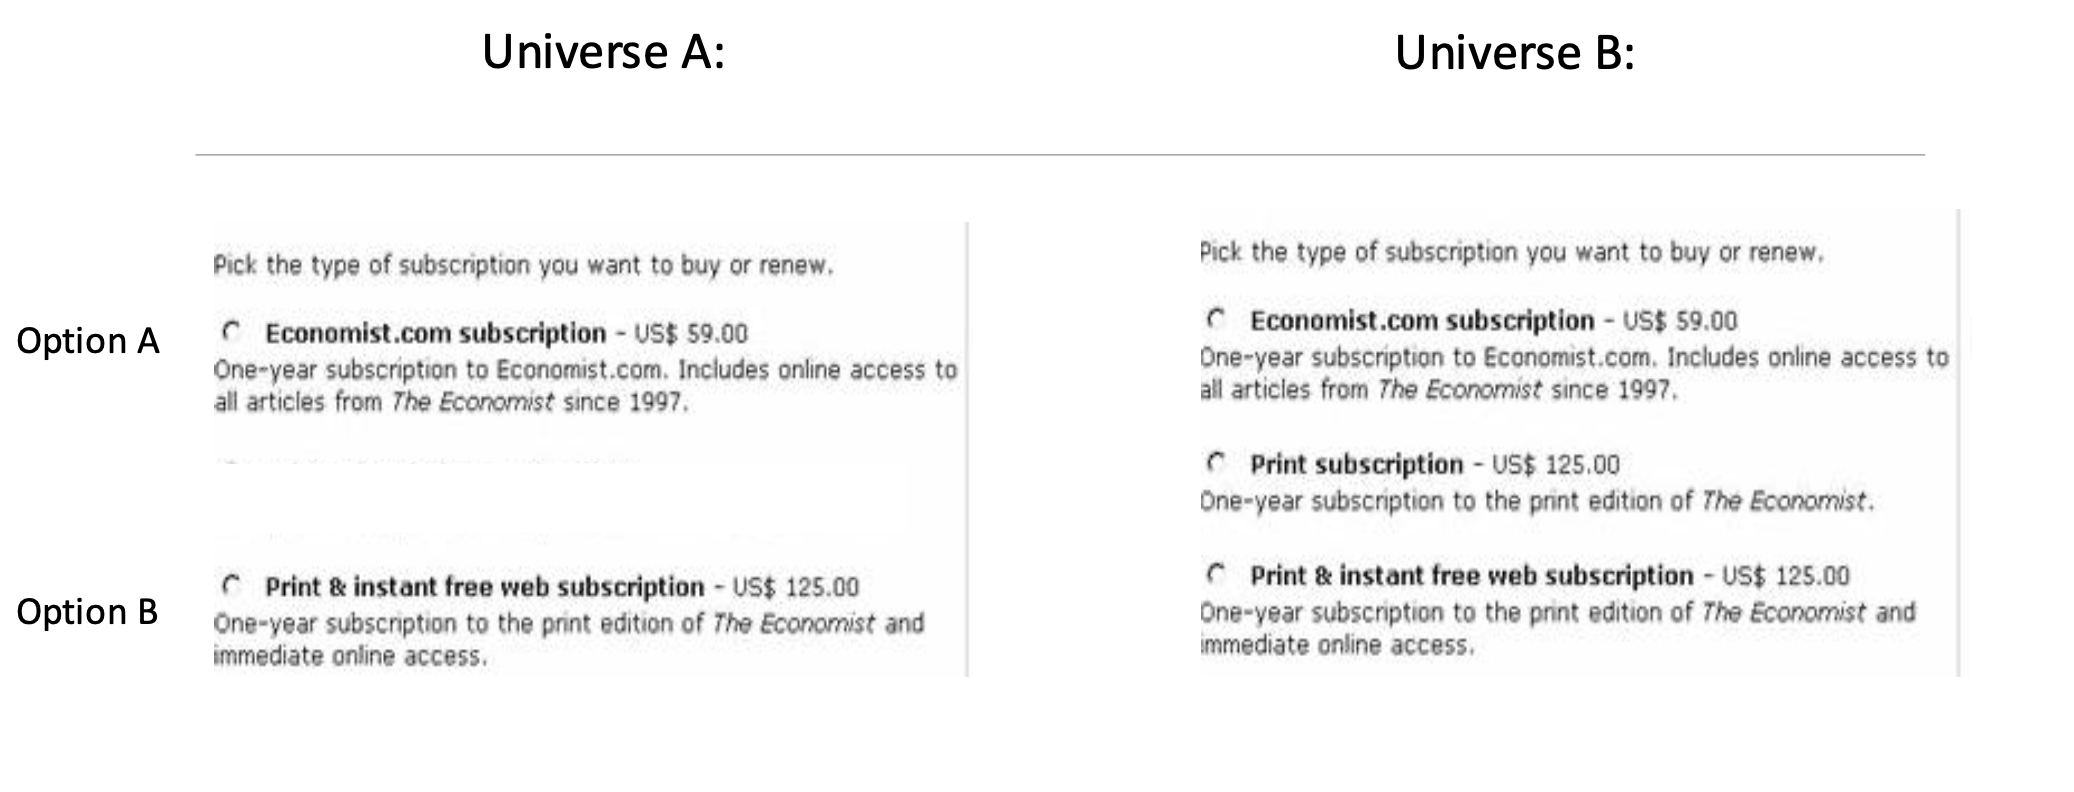 Universe A:
Universe B:
Option A
Option B
Pick the type of subscription you want to buy or renew.
Economist.com subscription - US$ 59.00
One-year subscription to Economist.com. Includes online access to
all articles from The Economist since 1997.
Print & instant free web subscription - US$ 125.00
One-year subscription to the print edition of The Economist and
immediate online access.
Pick the type of subscription you want to buy or renew.
Economist.com subscription - US$ 59.00
One-year subscription to Economist.com. Includes online access to
all articles from The Economist since 1997.
Print subscription - US$ 125.00
One-year subscription to the print edition of The Economist.
Print & instant free web subscription - US$ 125.00
One-year subscription to the print edition of The Economist and
immediate online access.